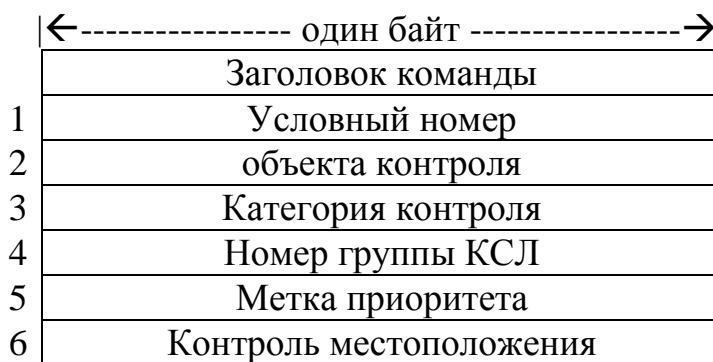 |←----------------- один байт -----------------→
Заголовок команды
1 Условный номер
2 объекта контроля
3 Категория контроля
4 Номер группы КСЛ
5 Метка приоритета
6 Контроль местоположения